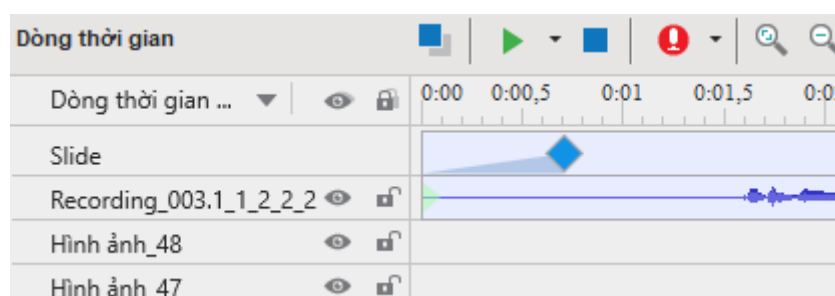 Dòng thời gian
Dòng thời gian ... 0:00 0:00,5 0:01 0:01,5
Slide
Recording_003.1_1_2_2_2
Hình ảnh_48
Hình ảnh_47